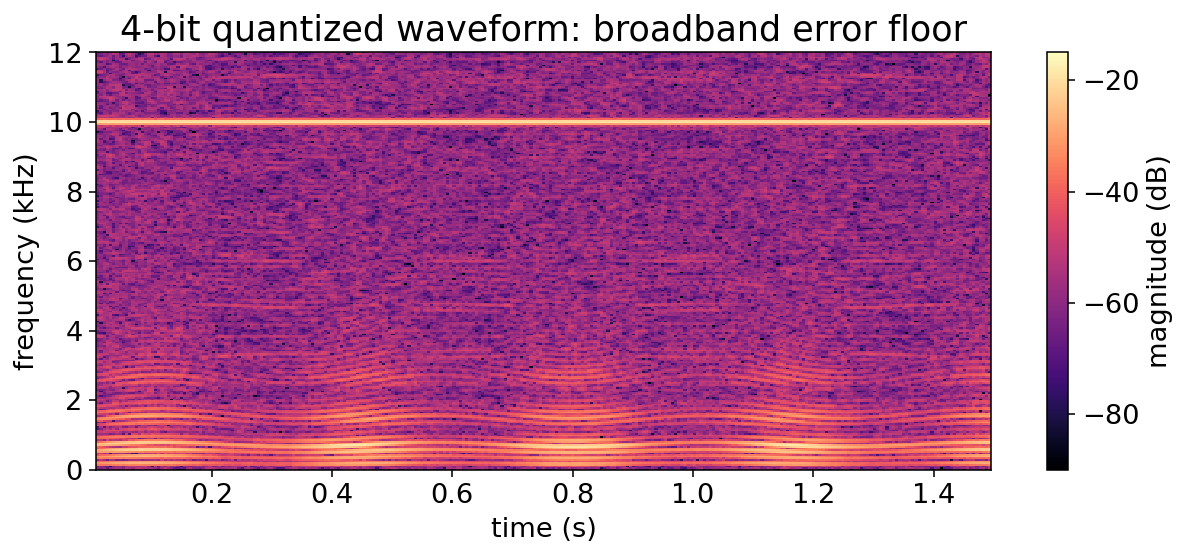 4-bit quantized waveform: broadband error floor
12
10
8
6
4
2
0
frequency (kHz)
0.2 0.4 0.6 0.8 1.0 1.2 1.4
time (s)
−20
−40
−60
−80
magnitude (dB)